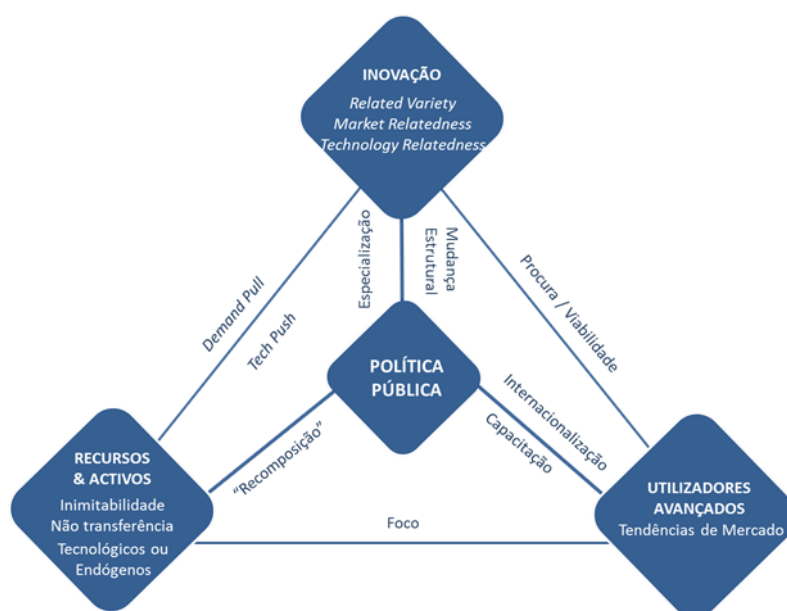 INOVAÇÃO
Related Variety
Market Relatedness
Technology Relatedness
Demand Pull
Tech Push
Especialização
Mudança
Estrutural
Procura / Viabilidade
POLÍTICA
PÚBLICA
"Recomposição"
Internacionalização
Capacitação
RECURSOS
& ACTIVOS
Inimitabilidade
Não transferência
Tecnológicos ou
Endógenos
Foco
UTILIZADORES
AVANÇADOS
Tendências de Mercado